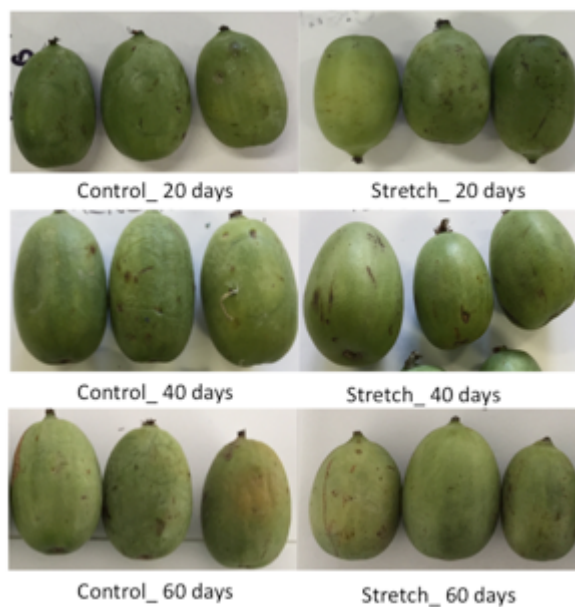 Control_ 20 days
Stretch_ 20 days
Control_ 40 days
Stretch_ 40 days
Control_ 60 days
Stretch_ 60 days